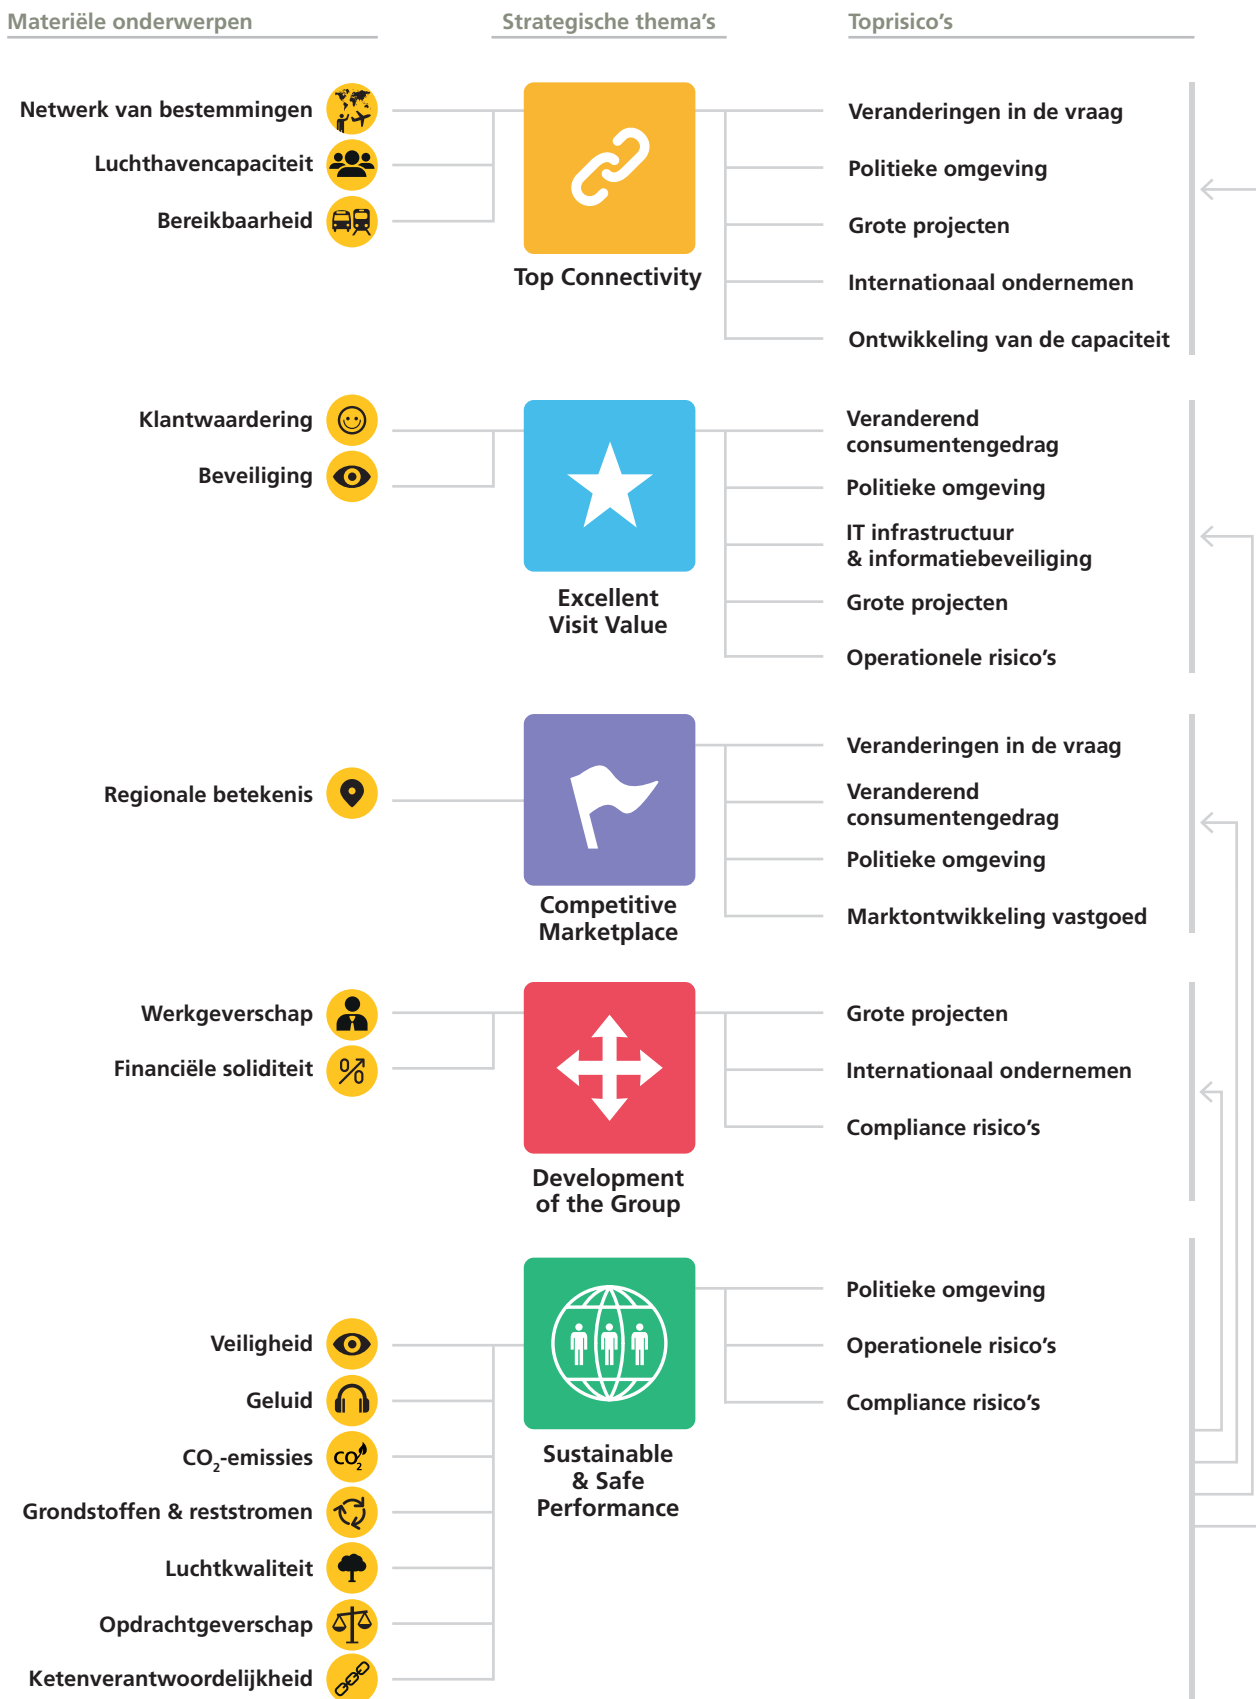 Materiële onderwerpen
Strategische thema's
Toprisico's
Netwerk van bestemmingen
Luchthavencapaciteit
Bereikbaarheid
Top Connectivity
Veranderingen in de vraag
Politieke omgeving
Grote projecten
Internationaal ondernemen
Ontwikkeling van de capaciteit
Klantwaardering
Beveiliging
Excellent
Visit Value
Veranderend
consumentengedrag
Politieke omgeving
IT infrastructuur
& informatiebeveiliging
Grote projecten
Operationele risico's
Regionale betekenis
Competitive
Marketplace
Veranderingen in de vraag
Veranderend
consumentengedrag
Politieke omgeving
Marktontwikkeling vastgoed
Werkgeverschap
Financiële soliditeit
Development
of the Group
Grote projecten
Internationaal ondernemen
Compliance risico's
Veiligheid
Geluid
CO₂-emissies
CO₂
Grondstoffen & reststromen
Luchtkwaliteit
Opdrachtgeverschap
Ketenverantwoordelijkheid
Sustainable
& Safe
Performance
Politieke omgeving
Operationele risico's
Compliance risico's